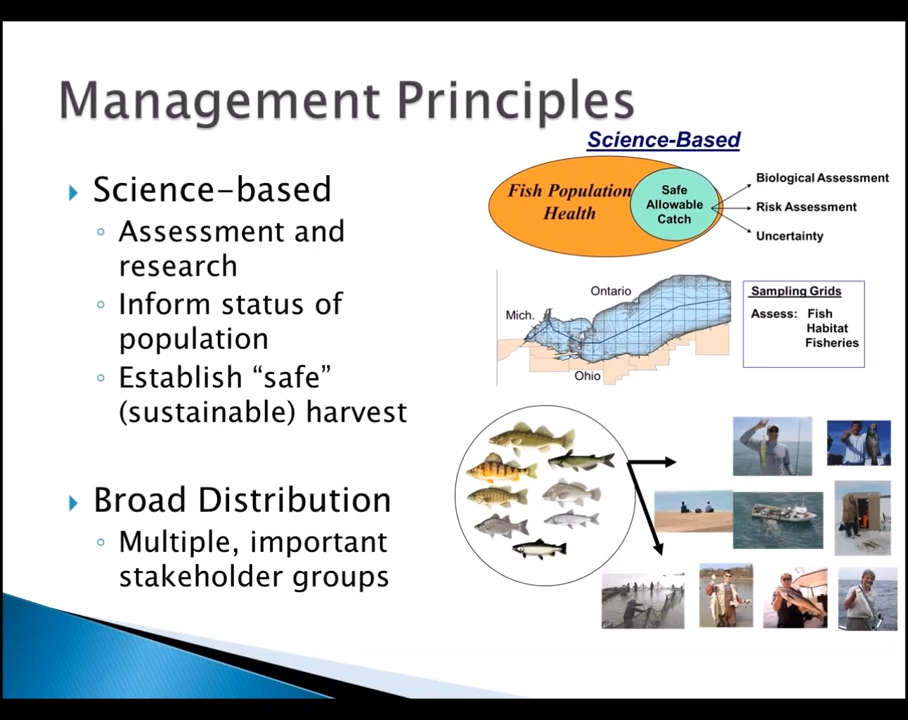 Management Principles
Science-based
Assessment and
research
Inform status of
population
Establish “safe”
(sustainable) harvest
Broad Distribution
Multiple, important
stakeholder groups
Science-Based
Fish Population
Health
Safe
Allowable
Catch
Biological Assessment
Risk Assessment
Uncertainty
Ontario
Mich.
Ohio
Sampling Grids
Assess: Fish
Habitat
Fisheries